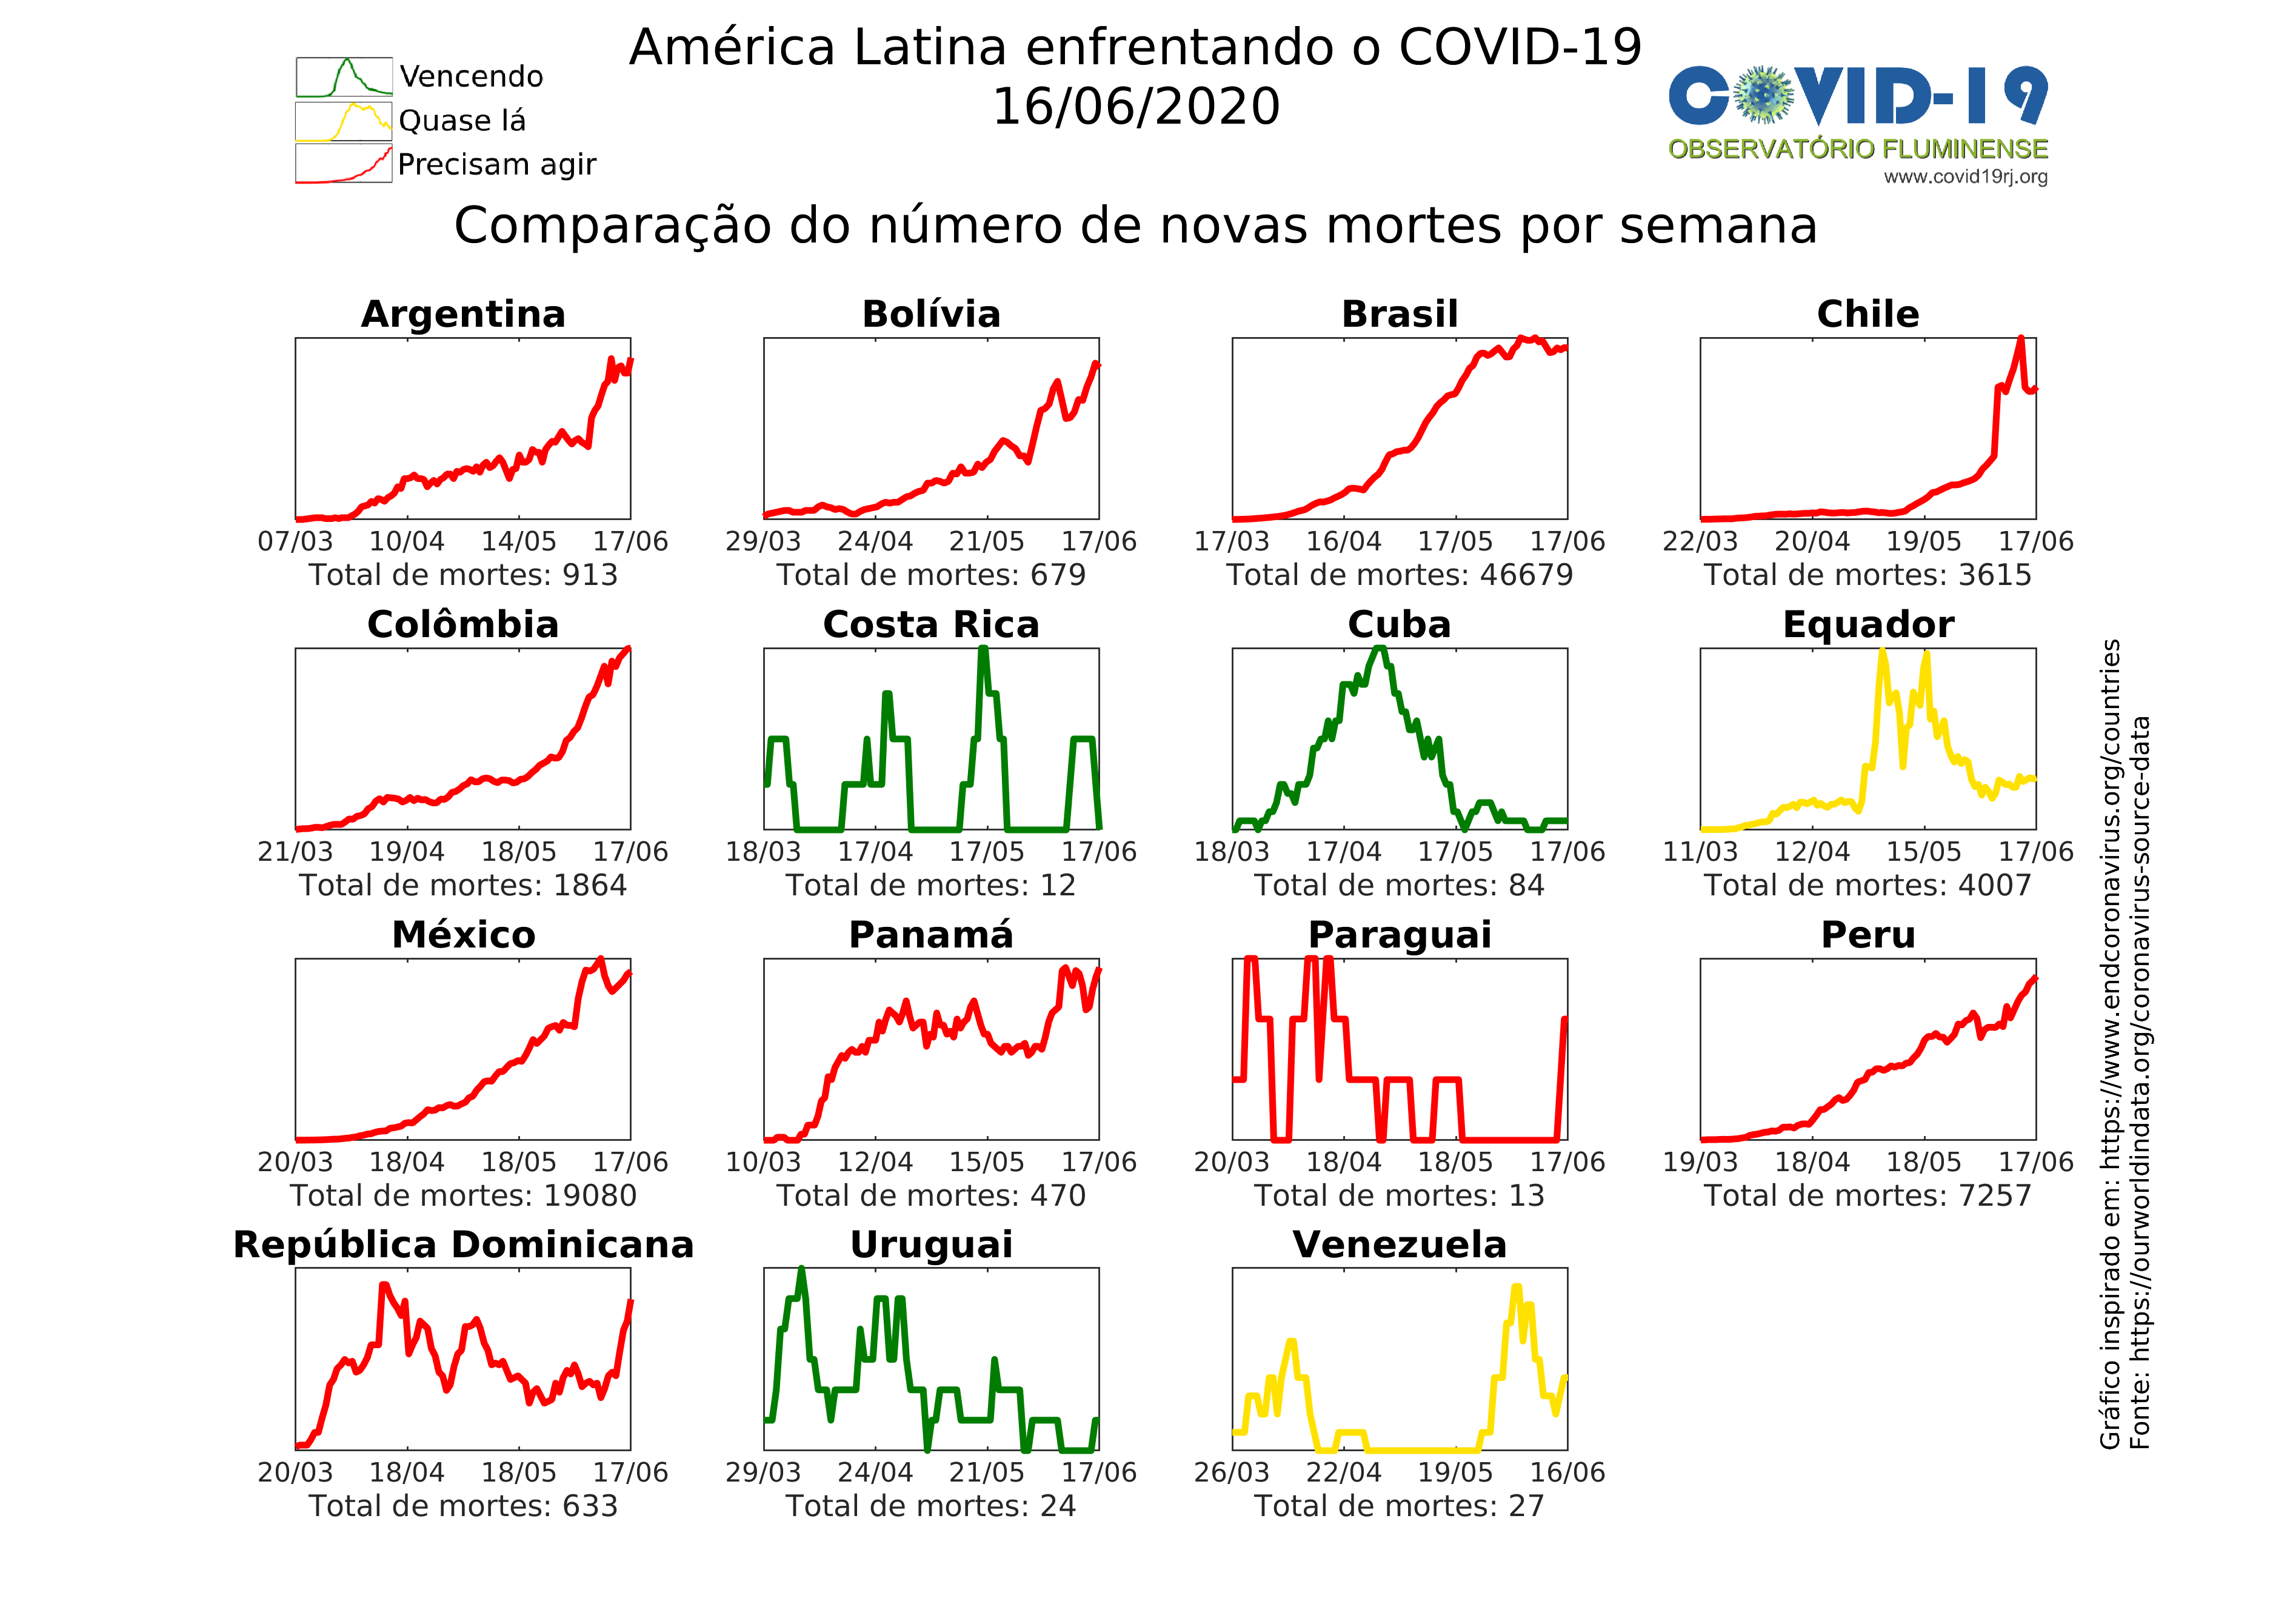 América Latina enfrentando o COVID-19
16/06/2020
Vencendo
Quase lá
Precisam agir
COVID-19
OBSERVATÓRIO FLUMINENSE
www.covid19rj.org
Comparação do número de novas mortes por semana
Argentina
07/03 10/04 14/05 17/06
Total de mortes: 913
Bolívia
29/03 24/04 21/05 17/06
Total de mortes: 679
Brasil
17/03 16/04 17/05 17/06
Total de mortes: 46679
Chile
22/03 20/04 19/05 17/06
Total de mortes: 3615
Colômbia
21/03 19/04 18/05 17/06
Total de mortes: 1864
Costa Rica
18/03 17/04 17/05 17/06
Total de mortes: 12
Cuba
18/03 17/04 17/05 17/06
Total de mortes: 84
Equador
11/03 12/04 15/05 17/06
Total de mortes: 4007
México
20/03 18/04 18/05 17/06
Total de mortes: 19080
Panamá
10/03 12/04 15/05 17/06
Total de mortes: 470
Paraguai
20/03 18/04 18/05 17/06
Total de mortes: 13
Peru
19/03 18/04 18/05 17/06
Total de mortes: 7257
República Dominicana
20/03 18/04 18/05 17/06
Total de mortes: 633
Uruguai
29/03 24/04 21/05 17/06
Total de mortes: 24
Venezuela
26/03 22/04 19/05 16/06
Total de mortes: 27
Gráfico inspirado em: https://www.endcoronavirus.org/countries
Fonte: https://ourworldindata.org/coronavirus-source-data